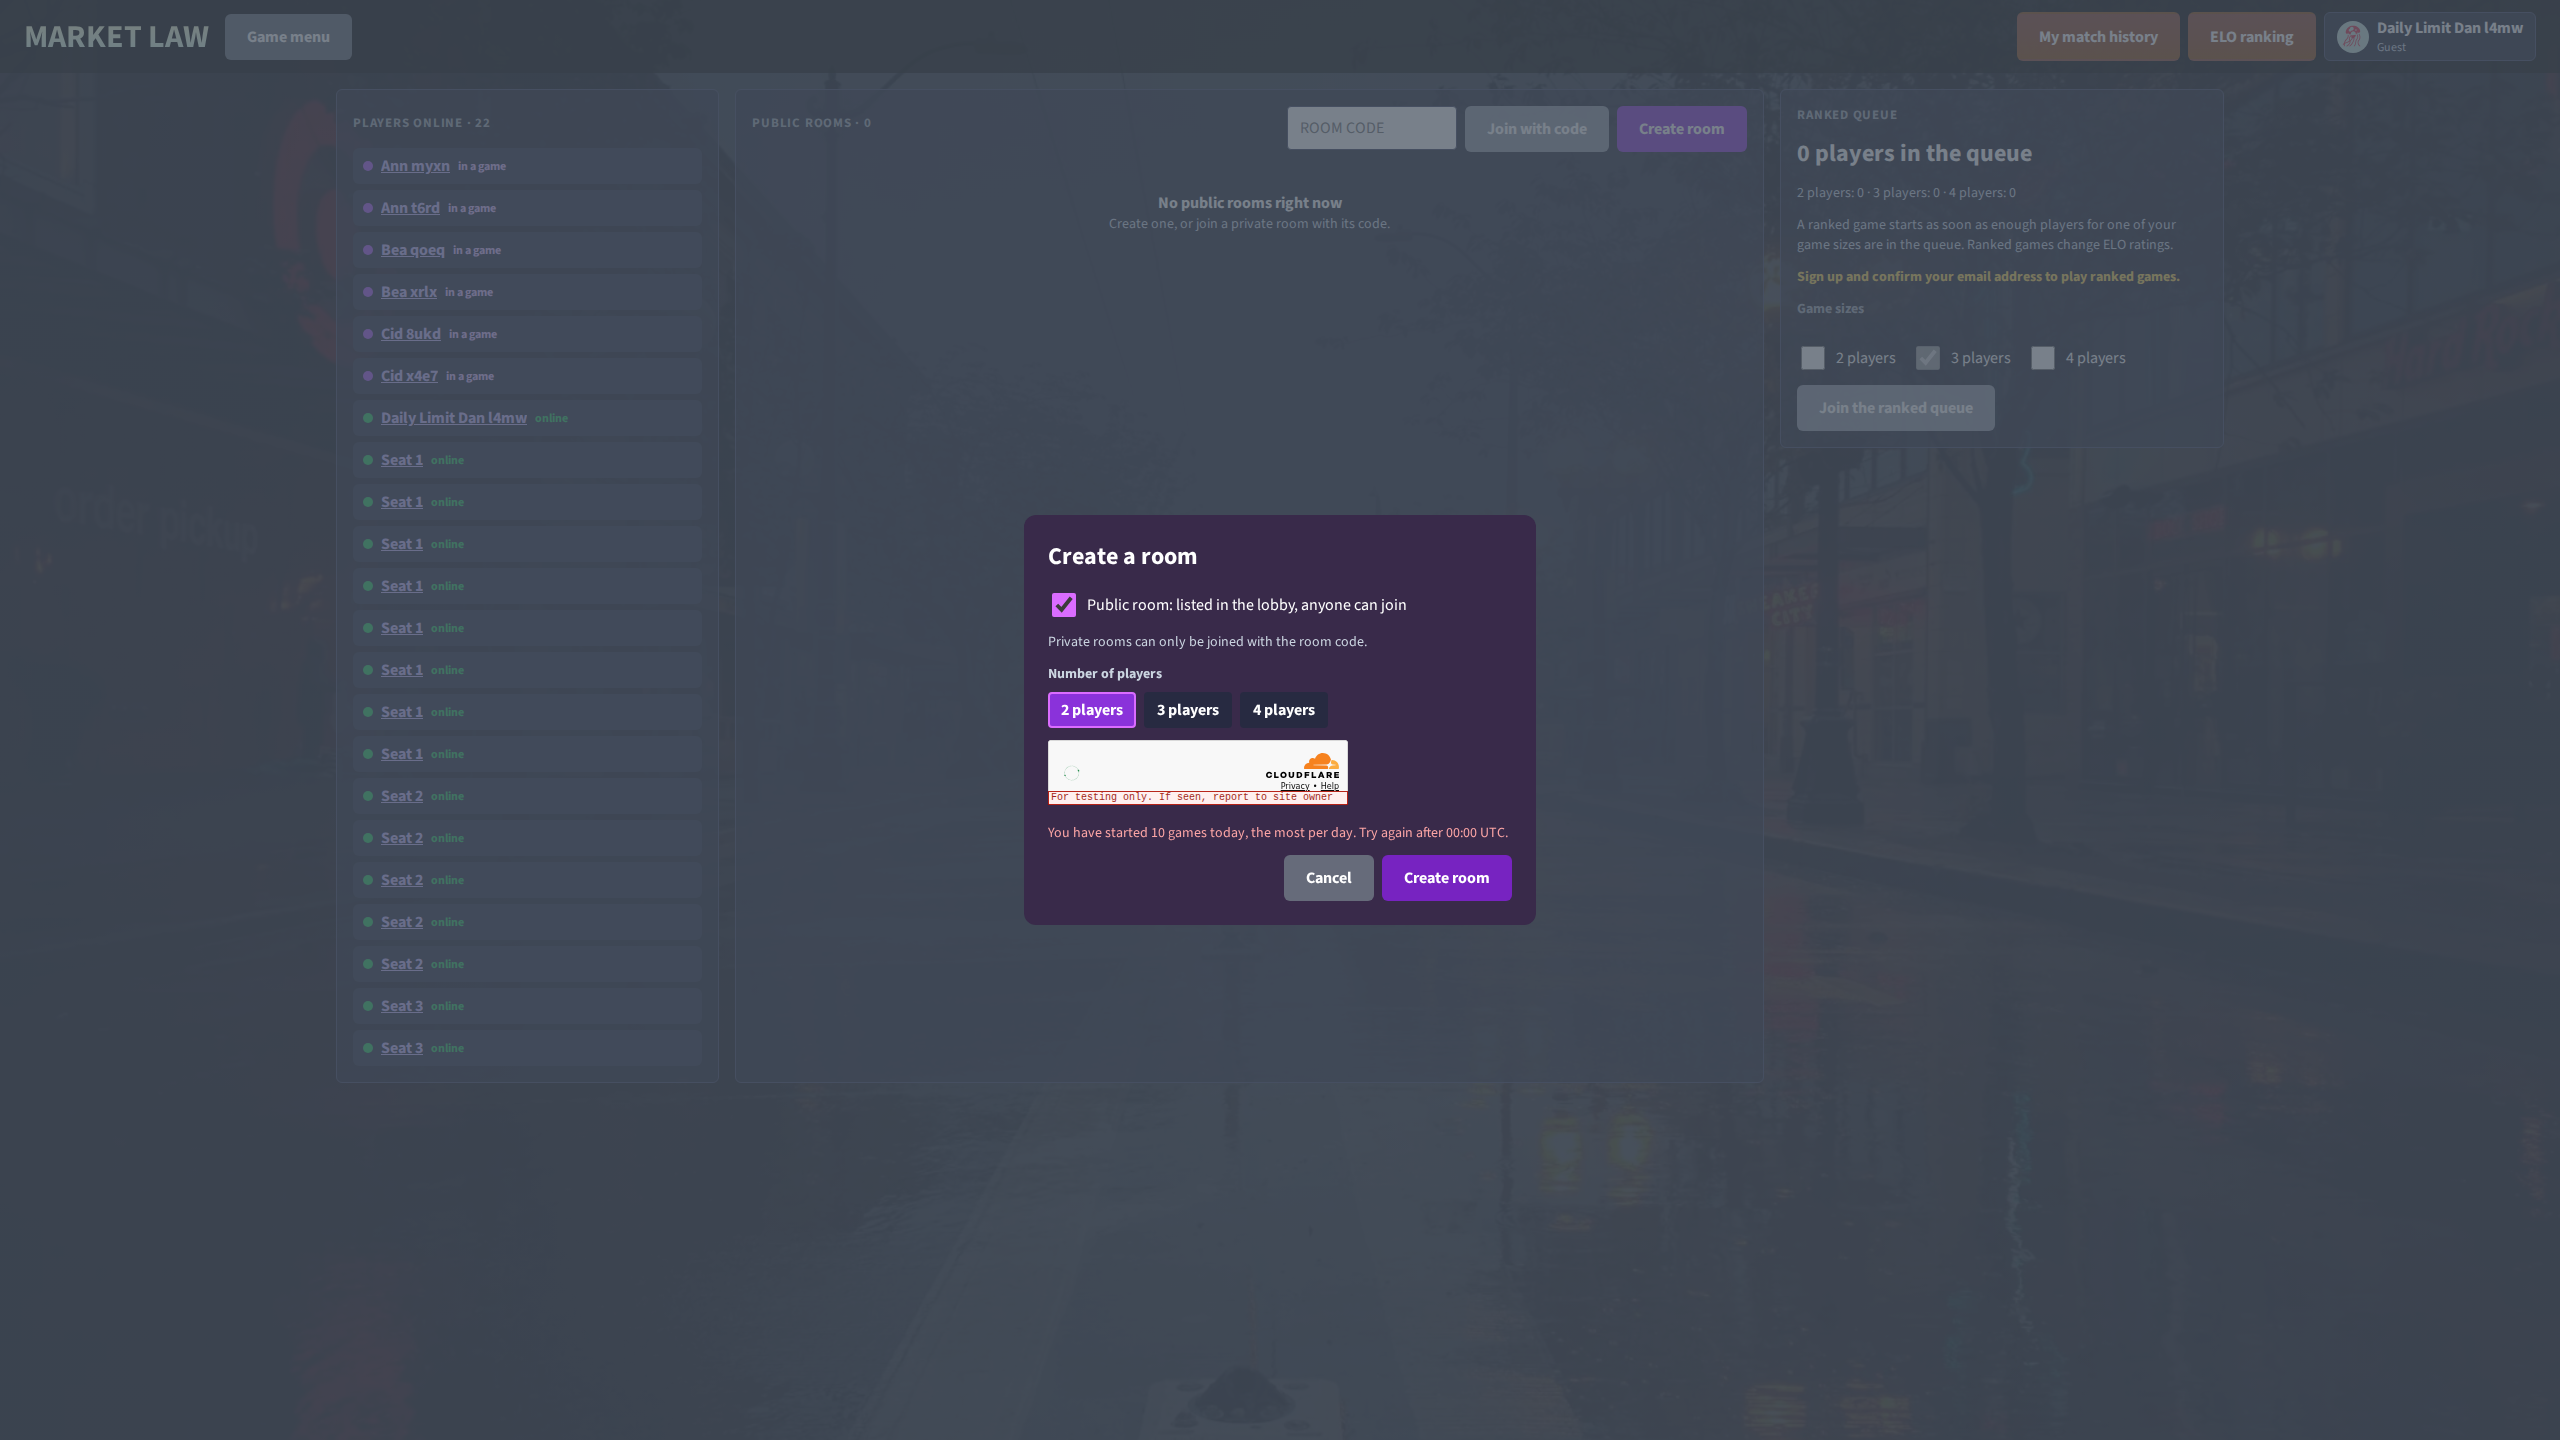 MARKET LAW
Game menu
My match history
ELO ranking
Daily Limit Dan l4mw
Guest
PLAYERS ONLINE · 22
Ann myxn in a game
Ann t6rd in a game
Bea qoeq in a game
Bea xrlx in a game
Cid 8ukd in a game
Cid x4e7 in a game
Daily Limit Dan l4mw online
Seat 1 online
Seat 1 online
Seat 1 online
Seat 1 online
Seat 1 online
Seat 1 online
Seat 1 online
Seat 1 online
Seat 2 online
Seat 2 online
Seat 2 online
Seat 2 online
Seat 2 online
Seat 3 online
Seat 3 online
PUBLIC ROOMS · 0
ROOM CODE
Join with code
Create room
No public rooms right now
Create one, or join a private room with its code.
RANKED QUEUE
0 players in the queue
2 players: 0 · 3 players: 0 · 4 players: 0
A ranked game starts as soon as enough players for one of your
game sizes are in the queue. Ranked games change ELO ratings.
Sign up and confirm your email address to play ranked games.
Game sizes
2 players
3 players
4 players
Join the ranked queue
order pickup
Create a room
Public room: listed in the lobby, anyone can join
Private rooms can only be joined with the room code.
Number of players
2 players
3 players
4 players
CLOUDFLARE
Privacy • Help
For testing only. If seen, report to site owner
You have started 10 games today, the most per day. Try again after 00:00 UTC.
Cancel
Create room